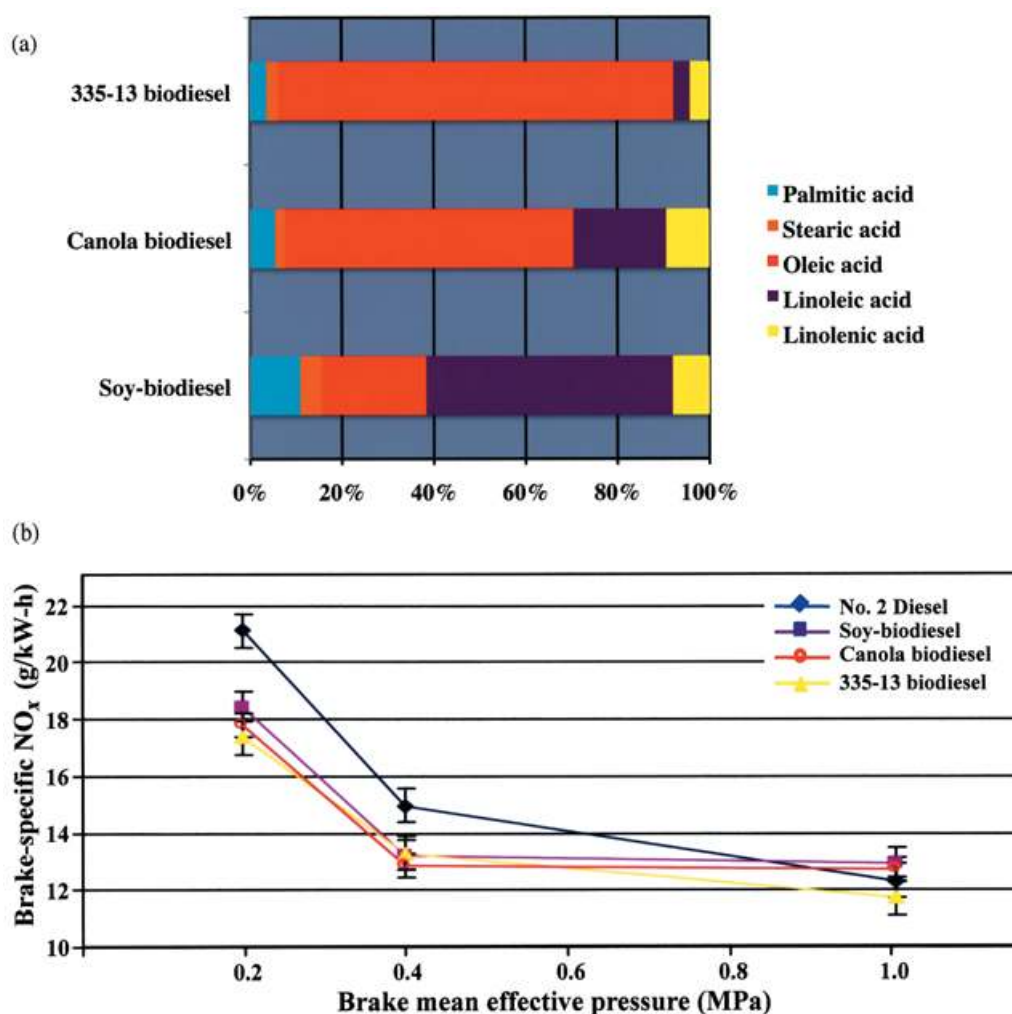 (a)
335-13 biodiesel
Canola biodiesel
Soy-biodiesel
0% 20% 40% 60% 80% 100%
Palmitic acid
Stearic acid
Oleic acid
Linoleic acid
Linolenic acid
(b)
Brake-specific NOx (g/kW-h)
22
20
18
16
14
12
10
0.2 0.4 0.6 0.8 1.0
Brake mean effective pressure (MPa)
No. 2 Diesel
Soy-biodiesel
Canola biodiesel
335-13 biodiesel